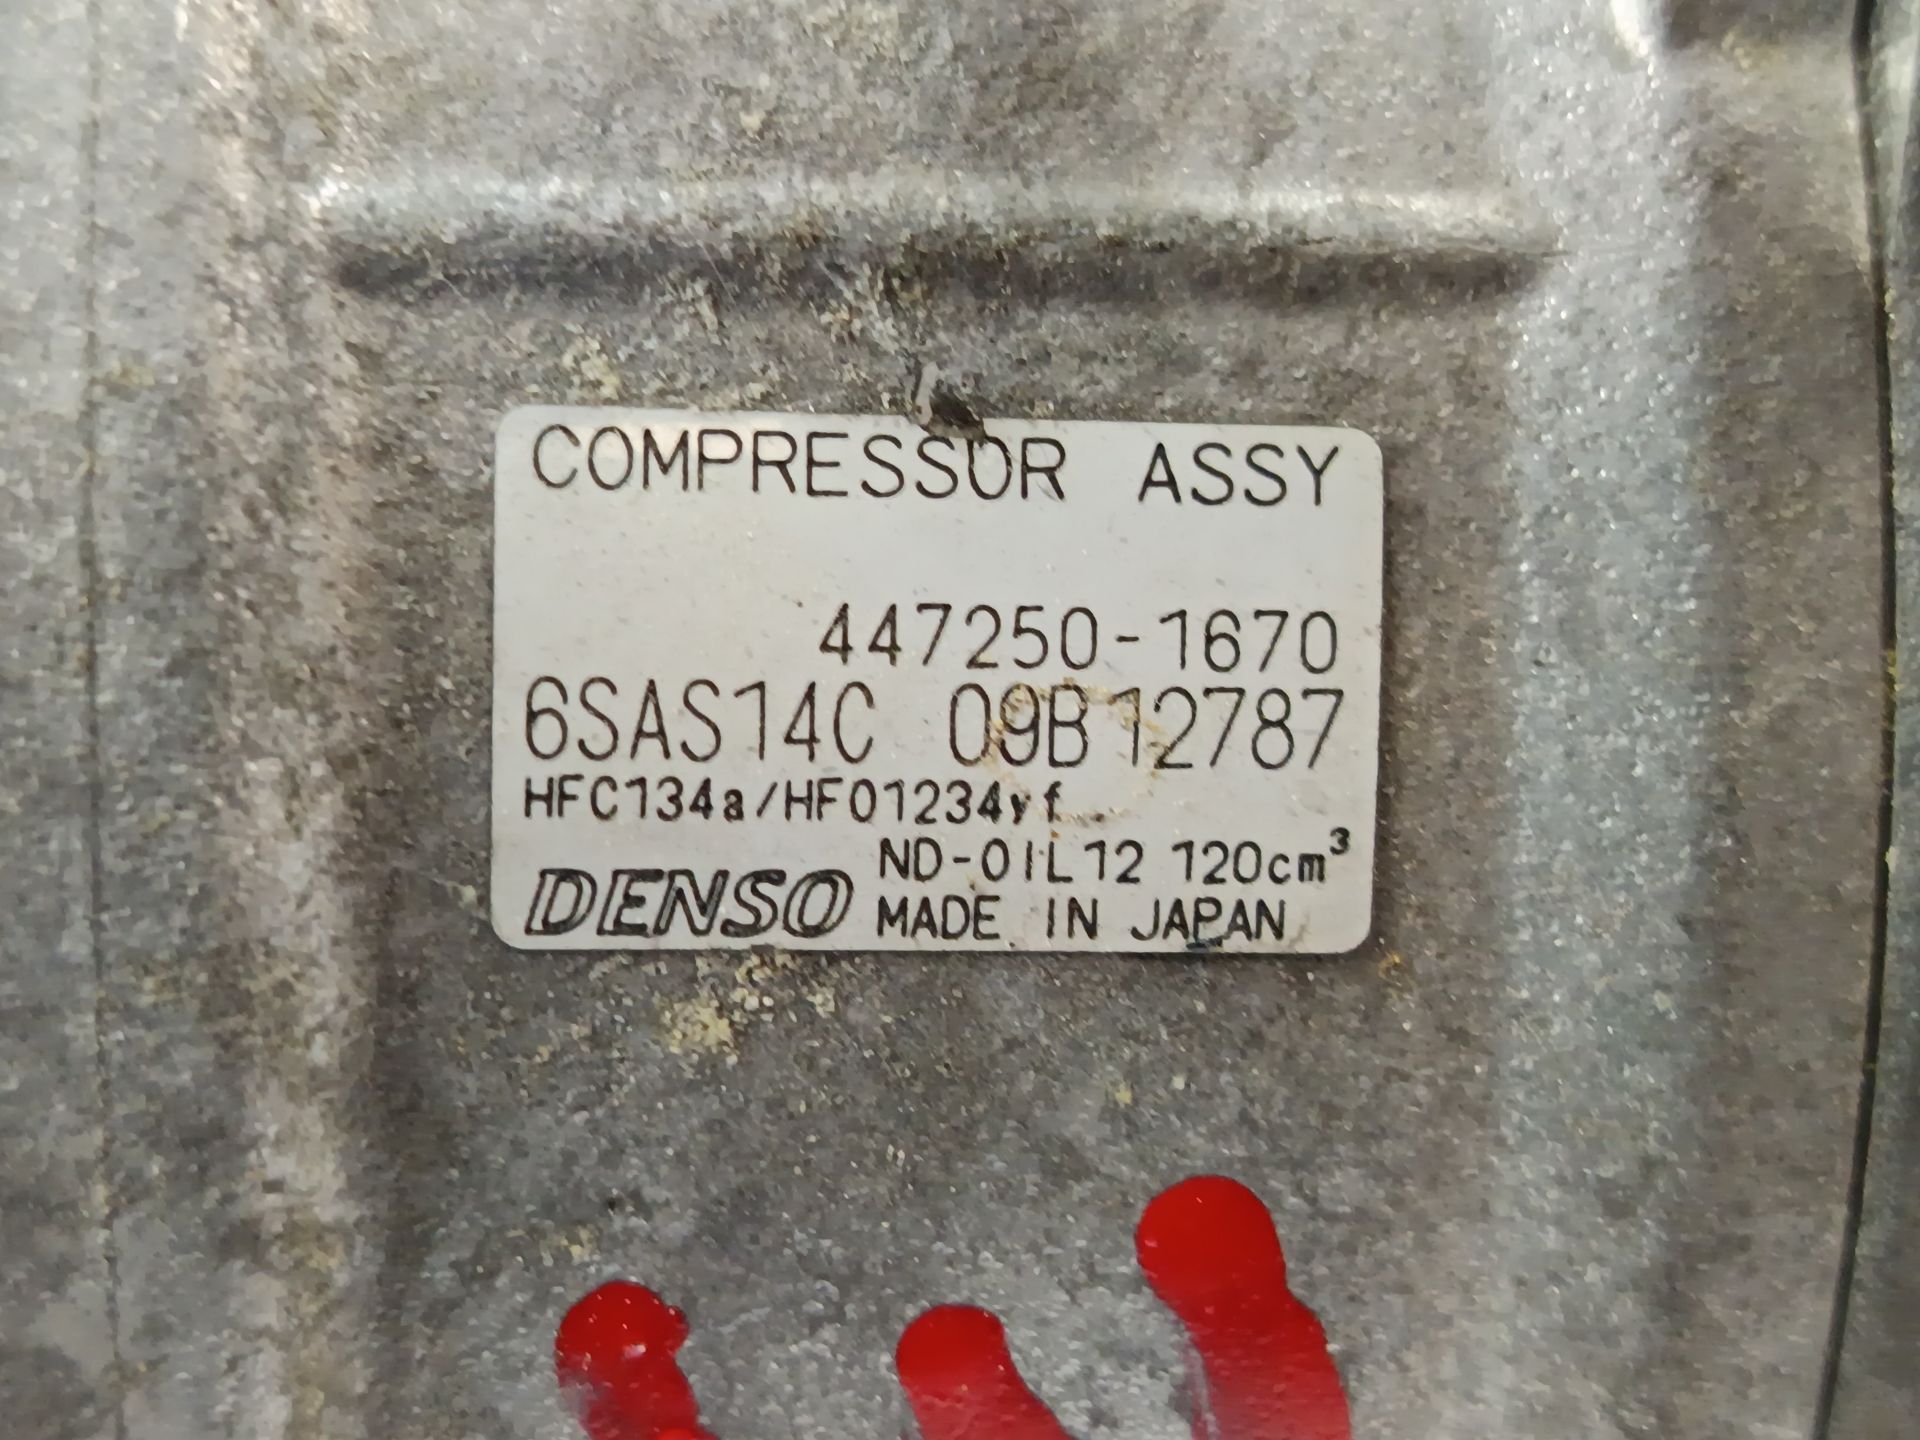 COMPRESSOR ASSY
447250-1670
6SAS14C 09B12787
HFC134a/HFO1234yf
ND-OIL12 120cm³
DENSO MADE IN JAPAN